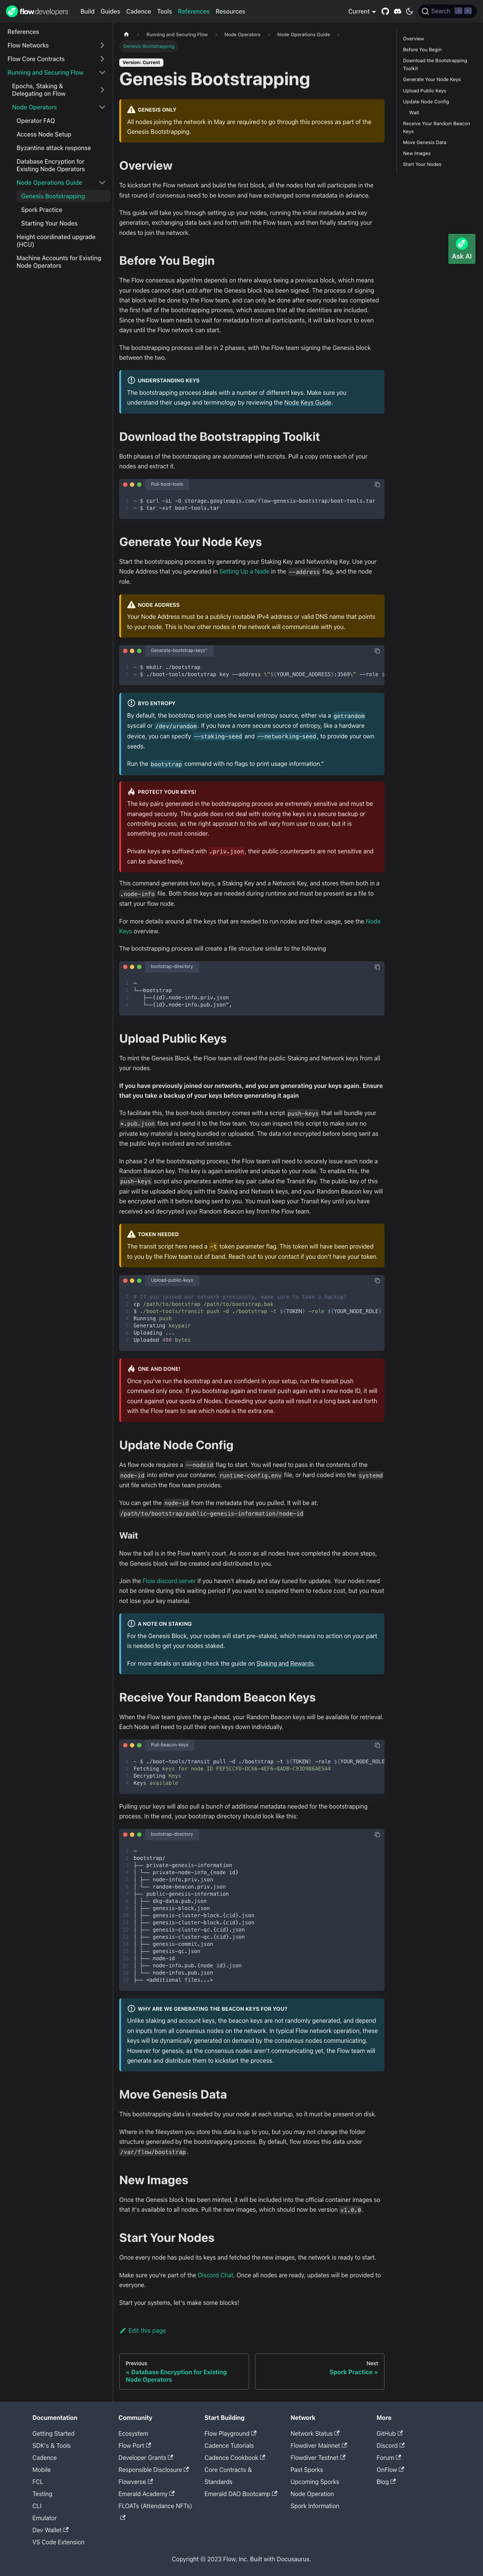 flow developers
Build Guides Cadence Tools References Resources
Current
Search
References
Flow Networks
Flow Core Contracts
Running and Securing Flow
Epochs, Staking &
Delegating on Flow
Node Operators
Operator FAQ
Access Node Setup
Byzantine attack response
Database Encryption for
Existing Node Operators
Node Operations Guide
Genesis Bootstrapping
Spork Practice
Starting Your Nodes
Height coordinated upgrade
(HCU)
Machine Accounts for Existing
Node Operators
Running and Securing Flow > Node Operators > Node Operations Guide >
Genesis Bootstrapping
Version: Current
Genesis Bootstrapping
GENESIS ONLY
All nodes joining the network in May are required to go through this process as part of the
Genesis Bootstrapping.
Overview
To kickstart the Flow network and build the first block, all the nodes that will participate in the
first round of consensus need to be known ahead and have exchanged some metadata in advance.
This guide will take you through setting up your nodes, running the initial metadata and key
generation, exchanging data back and forth with the Flow team, and then finally starting your
nodes to join the network.
Before You Begin
The Flow consensus algorithm depends on there always being a previous block, which means
your nodes cannot start until after the Genesis block has been signed. The process of signing
that block will be done by the Flow team, and can only be done after every node has completed
the first half of the bootstrapping process, which assures that all the identities are included.
Since the Flow team needs to wait for metadata from all participants, it will take hours to even
days until the Flow network can start.
The bootstrapping process will be in 2 phases, with the Flow team signing the Genesis block
between the two.
UNDERSTANDING KEYS
The bootstrapping process deals with a number of different keys. Make sure you
understand their usage and terminology by reviewing the Node Keys Guide.
Download the Bootstrapping Toolkit
Both phases of the bootstrapping are automated with scripts. Pull a copy onto each of your
nodes and extract it.
Pull-boot-tools
1 ~ $ curl -sL -O storage.googleapis.com/flow-genesis-bootstrap/boot-tools.tar
2 ~ $ tar -xvf boot-tools.tar
Generate Your Node Keys
Start the bootstrapping process by generating your Staking Key and Networking Key. Use your
Node Address that you generated in Setting Up a Node in the --address flag, and the node
role.
NODE ADDRESS
Your Node Address must be a publicly routable IPv4 address or valid DNS name that points
to your node. This is how other nodes in the network will communicate with you.
Generate-bootstrap-keys"
1 ~ $ mkdir ./bootstrap
2 ~ $ ./boot-tools/bootstrap key --address \"${YOUR_NODE_ADDRESS}:3569\" --role $
BYO ENTROPY
By default, the bootstrap script uses the kernel entropy source, either via a getrandom
syscall or /dev/urandom. If you have a more secure source of entropy, like a hardware
device, you can specify --staking-seed and --networking-seed, to provide your own
seeds.
Run the bootstrap command with no flags to print usage information."
PROTECT YOUR KEYS!
The key pairs generated in the bootstrapping process are extremely sensitive and must be
managed securely. This guide does not deal with storing the keys in a secure backup or
controlling access, as the right approach to this will vary from user to user, but it is
something you must consider.
Private keys are suffixed with .priv.json, their public counterparts are not sensitive and
can be shared freely.
This command generates two keys, a Staking Key and a Network Key, and stores them both in a
.node-info file. Both these keys are needed during runtime and must be present as a file to
start your flow node.
For more details around all the keys that are needed to run nodes and their usage, see the Node
Keys overview.
The bootstrapping process will create a file structure similar to the following
bootstrap-directory
1 ~
2 └──bootstrap
3 ├──{id}.node-info.priv.json
4 └──{id}.node-info.pub.json",
Upload Public Keys
To mint the Genesis Block, the Flow team will need the public Staking and Network keys from all
your nodes.
If you have previously joined our networks, and you are generating your keys again. Ensure
that you take a backup of your keys before generating it again
To facilitate this, the boot-tools directory comes with a script push-keys that will bundle your
*.pub.json files and send it to the flow team. You can inspect this script to make sure no
private key material is being bundled or uploaded. The data not encrypted before being sent as
the public keys involved are not sensitive.
In phase 2 of the bootstrapping process, the Flow team will need to securely issue each node a
Random Beacon key. This key is again sensitive and unique to your node. To enable this, the
push-keys script also generates another key pair called the Transit Key. The public key of this
pair will be uploaded along with the Staking and Network keys, and your Random Beacon key will
be encrypted with it before being sent to you. You must keep your Transit Key until you have
received and decrypted your Random Beacon key from the Flow team.
TOKEN NEEDED
The transit script here need a -t token parameter flag. This token will have been provided
to you by the Flow team out of band. Reach out to your contact if you don't have your token.
Upload-public-keys
1 # If you joined our network previously, make sure to take a backup!
2 cp /path/to/bootstrap /path/to/bootstrap.bak
3 $ ./boot-tools/transit push -d ./bootstrap -t ${TOKEN} -role ${YOUR_NODE_ROLE}
4 Running push
5 Generating keypair
6 Uploading ...
7 Uploaded 400 bytes
ONE AND DONE!
Once you've run the bootstrap and are confident in your setup, run the transit push
command only once. If you bootstrap again and transit push again with a new node ID, it will
count against your quota of Nodes. Exceeding your quota will result in a long back and forth
with the Flow team to see which node is the extra one.
Update Node Config
As flow node requires a --nodeid flag to start. You will need to pass in the contents of the
node-id into either your container, runtime-config.env file, or hard coded into the systemd
unit file which the flow team provides.
You can get the node-id from the metadata that you pulled. It will be at:
/path/to/bootstrap/public-genesis-information/node-id
Wait
Now the ball is in the Flow team's court. As soon as all nodes have completed the above steps,
the Genesis block will be created and distributed to you.
Join the Flow discord server if you haven't already and stay tuned for updates. Your nodes need
not be online during this waiting period if you want to suspend them to reduce cost, but you must
not lose your key material.
A NOTE ON STAKING
For the Genesis Block, your nodes will start pre-staked, which means no action on your part
is needed to get your nodes staked.
For more details on staking check the guide on Staking and Rewards.
Receive Your Random Beacon Keys
When the Flow team gives the go-ahead, your Random Beacon keys will be available for retrieval.
Each Node will need to pull their own keys down individually.
Pull-beacon-keys
1 ~ $ ./boot-tools/transit pull -d ./bootstrap -t ${TOKEN} -role ${YOUR_NODE_ROLE
2 Fetching keys for node ID FEF5CCFD-DC66-4EF6-8ADB-C93D9B6AE5A4
3 Decrypting Keys
4 Keys available
Pulling your keys will also pull a bunch of additional metadata needed for the bootstrapping
process. In the end, your bootstrap directory should look like this:
bootstrap-directory
1 ~
2 bootstrap/
3 ├── private-genesis-information
4 │ └── private-node-info_{node id}
5 │ ├── node-info.priv.json
6 │ └── random-beacon.priv.json
7 ├── public-genesis-information
8 │ ├── dkg-data.pub.json
9 │ ├── genesis-block.json
10 │ ├── genesis-cluster-block.{cid}.json
11 │ ├── genesis-cluster-block.{cid}.json
12 │ ├── genesis-cluster-qc.{cid}.json
13 │ ├── genesis-cluster-qc.{cid}.json
14 │ ├── genesis-commit.json
15 │ ├── genesis-qc.json
16 │ ├── node-id
17 │ ├── node-info.pub.{node id}.json
18 │ └── node-infos.pub.json
19 ├── <additional files...>
WHY ARE WE GENERATING THE BEACON KEYS FOR YOU?
Unlike staking and account keys, the beacon keys are not randomly generated, and depend
on inputs from all consensus nodes on the network. In typical Flow network operation, these
keys will be dynamically generated on demand by the consensus nodes communicating.
However for genesis, as the consensus nodes aren't communicating yet, the Flow team will
generate and distribute them to kickstart the process.
Move Genesis Data
This bootstrapping data is needed by your node at each startup, so it must be present on disk.
Where in the filesystem you store this data is up to you, but you may not change the folder
structure generated by the bootstrapping process. By default, flow stores this data under
/var/flow/bootstrap.
New Images
Once the Genesis block has been minted, it will be included into the official container images so
that it's available to all nodes. Pull the new images, which should now be version v1.0.0.
Start Your Nodes
Once every node has puled its keys and fetched the new images, the network is ready to start.
Make sure you're part of the Discord Chat. Once all nodes are ready, updates will be provided to
everyone.
Start your systems, let's make some blocks!
Edit this page
Previous
« Database Encryption for Existing
Node Operators
Next
Spork Practice »
Overview
Before You Begin
Download the Bootstrapping
Toolkit
Generate Your Node Keys
Upload Public Keys
Update Node Config
Wait
Receive Your Random Beacon
Keys
Move Genesis Data
New Images
Start Your Nodes
Ask AI
Documentation
Getting Started
SDK's & Tools
Cadence
Mobile
FCL
Testing
CLI
Emulator
Dev Wallet
VS Code Extension
Community
Ecosystem
Flow Port
Developer Grants
Responsible Disclosure
Flowverse
Emerald Academy
FLOATs (Attendance NFTs)
Start Building
Flow Playground
Cadence Tutorials
Cadence Cookbook
Core Contracts &
Standards
Emerald DAO Bootcamp
Network
Network Status
Flowdiver Mainnet
Flowdiver Testnet
Past Sporks
Upcoming Sporks
Node Operation
Spork Information
More
GitHub
Discord
Forum
OnFlow
Blog
Copyright © 2023 Flow, Inc. Built with Docusaurus.